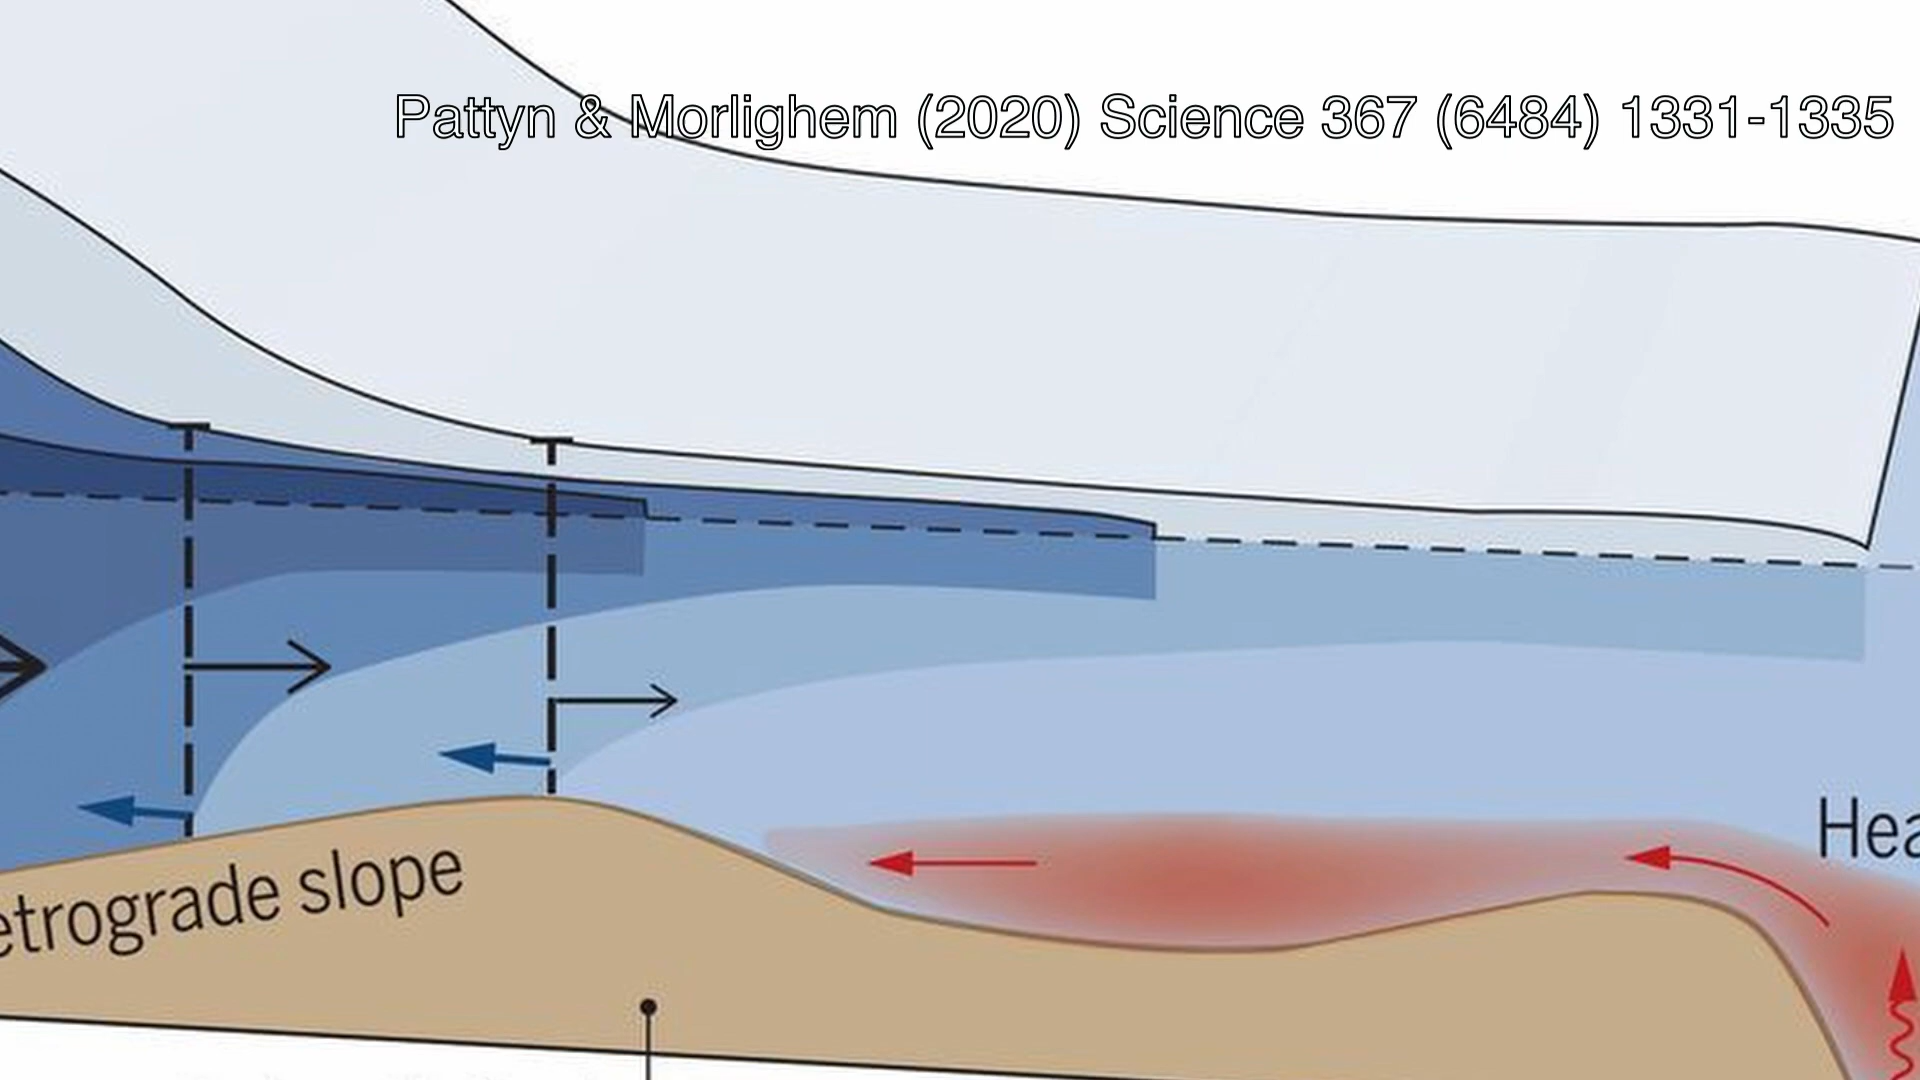 Pattyn & Morlighem (2020) Science 367 (6484) 1331-1335
Hea
etrograde slope